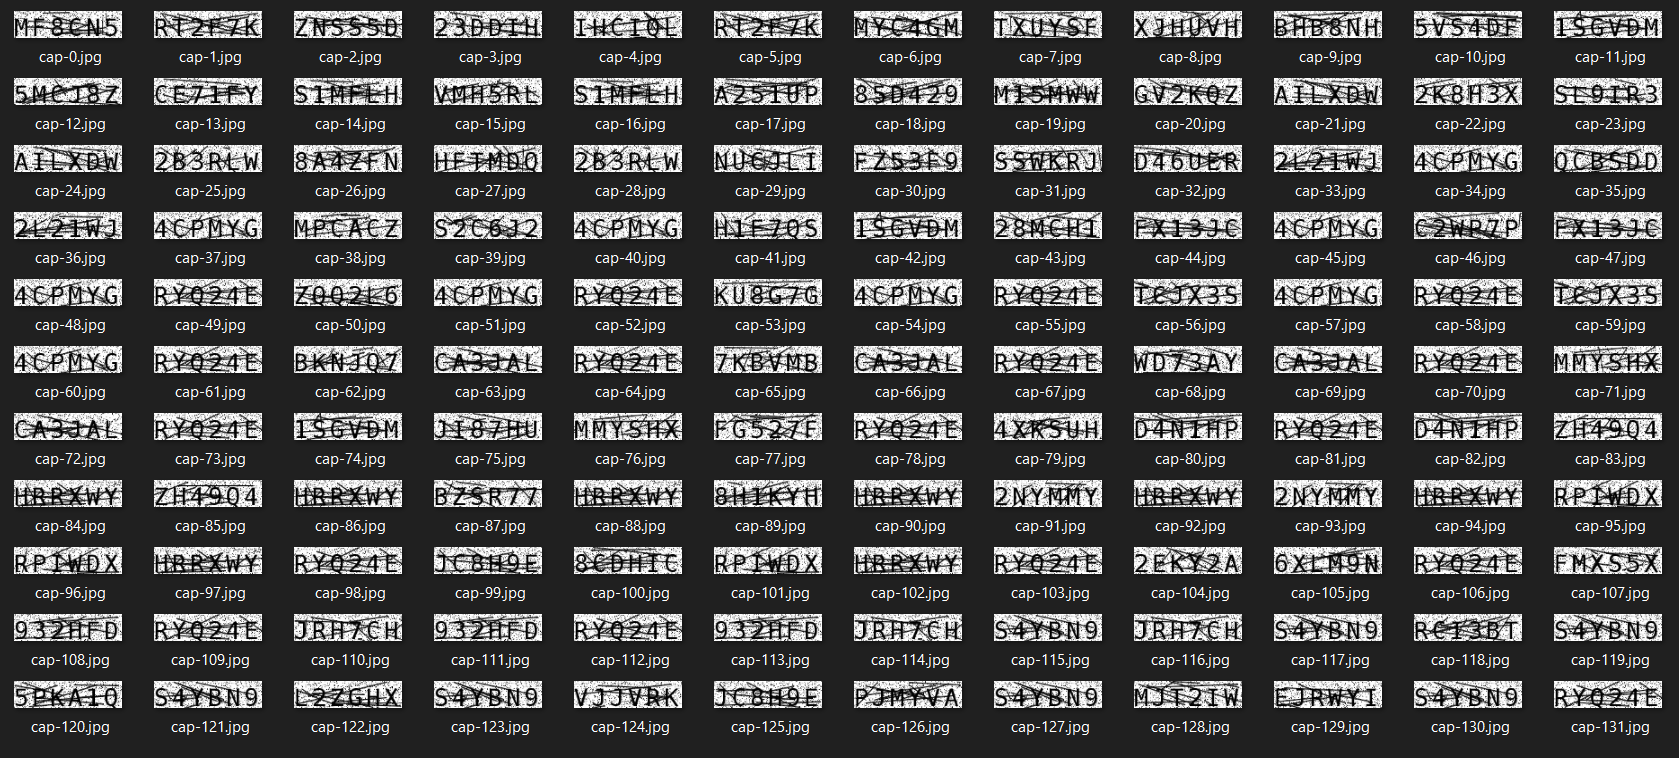 MF8CN5 RT2F7K ZNSSSD 23DDIH IHCIQL RT2F7K MYC4GM TXUYSF XJHUVH BHB8NH 5VS4DF 1SGVDM
cap-0.jpg cap-1.jpg cap-2.jpg cap-3.jpg cap-4.jpg cap-5.jpg cap-6.jpg cap-7.jpg cap-8.jpg cap-9.jpg cap-10.jpg cap-11.jpg
5MCJ8Z CE71FY S1MFLH VMH5RL S1MFLH A251UP 8SD429 M15MWW GV2KQZ AILXDW 2K8H3X SL9IR3
cap-12.jpg cap-13.jpg cap-14.jpg cap-15.jpg cap-16.jpg cap-17.jpg cap-18.jpg cap-19.jpg cap-20.jpg cap-21.jpg cap-22.jpg cap-23.jpg
AILXDW 2B3RLW 8A4ZFN HFTMDQ 2B3RLW NUGJLI FZ53F9 SSWKRJ D46UER 2L21WJ 4CPMYG QCBSDD
cap-24.jpg cap-25.jpg cap-26.jpg cap-27.jpg cap-28.jpg cap-29.jpg cap-30.jpg cap-31.jpg cap-32.jpg cap-33.jpg cap-34.jpg cap-35.jpg
2L21WJ 4CPMYG MPCACZ S2C6J2 4CPMYG H1F7QS 1SGVDM 28MCHI FX13JC 4CPMYG C2WR7P FX13JC
cap-36.jpg cap-37.jpg cap-38.jpg cap-39.jpg cap-40.jpg cap-41.jpg cap-42.jpg cap-43.jpg cap-44.jpg cap-45.jpg cap-46.jpg cap-47.jpg
4CPMYG RYQ24E ZQQ2L6 4CPMYG RYQ24E KU8G7G 4CPMYG RYQ24E TCJX3S 4CPMYG RYQ24E TCJX3S
cap-48.jpg cap-49.jpg cap-50.jpg cap-51.jpg cap-52.jpg cap-53.jpg cap-54.jpg cap-55.jpg cap-56.jpg cap-57.jpg cap-58.jpg cap-59.jpg
4CPMYG RYQ24E BKNJQ7 CA3JAL RYQ24E 7KBVMB CA3JAL RYQ24E WD73AY CA3JAL RYQ24E MMYSHX
cap-60.jpg cap-61.jpg cap-62.jpg cap-63.jpg cap-64.jpg cap-65.jpg cap-66.jpg cap-67.jpg cap-68.jpg cap-69.jpg cap-70.jpg cap-71.jpg
CA3JAL RYQ24E 1SGVDM JI87HU MMYSHX FG527F RYQ24E 4XKSUH D4N1HP RYQ24E D4N1HP ZH49Q4
cap-72.jpg cap-73.jpg cap-74.jpg cap-75.jpg cap-76.jpg cap-77.jpg cap-78.jpg cap-79.jpg cap-80.jpg cap-81.jpg cap-82.jpg cap-83.jpg
HRRXWY ZH49Q4 HRRXWY BZSR77 HRRXWY 8H1KYH HRRXWY 2NYMMY HRRXWY 2NYMMY HRRXWY RPIWDX
cap-84.jpg cap-85.jpg cap-86.jpg cap-87.jpg cap-88.jpg cap-89.jpg cap-90.jpg cap-91.jpg cap-92.jpg cap-93.jpg cap-94.jpg cap-95.jpg
RPIWDX HRRXWY RYQ24E JC8H9E 8CDHIC RPIWDX HRRXWY RYQ24E 2EKYZA 6XLM9N RYQ24E FMXS5X
cap-96.jpg cap-97.jpg cap-98.jpg cap-99.jpg cap-100.jpg cap-101.jpg cap-102.jpg cap-103.jpg cap-104.jpg cap-105.jpg cap-106.jpg cap-107.jpg
932HFD RYQ24E JRH7CH 932HFD RYQ24E 932HFD JRH7CH S4YBN9 JRH7CH S4YBN9 RC13BT S4YBN9
cap-108.jpg cap-109.jpg cap-110.jpg cap-111.jpg cap-112.jpg cap-113.jpg cap-114.jpg cap-115.jpg cap-116.jpg cap-117.jpg cap-118.jpg cap-119.jpg
5PKA1Q S4YBN9 L2ZGHX S4YBN9 VJJVRK JC8H9E PJMYVA S4YBN9 MJI2IW EJRWYI S4YBN9 RYQ24E
cap-120.jpg cap-121.jpg cap-122.jpg cap-123.jpg cap-124.jpg cap-125.jpg cap-126.jpg cap-127.jpg cap-128.jpg cap-129.jpg cap-130.jpg cap-131.jpg